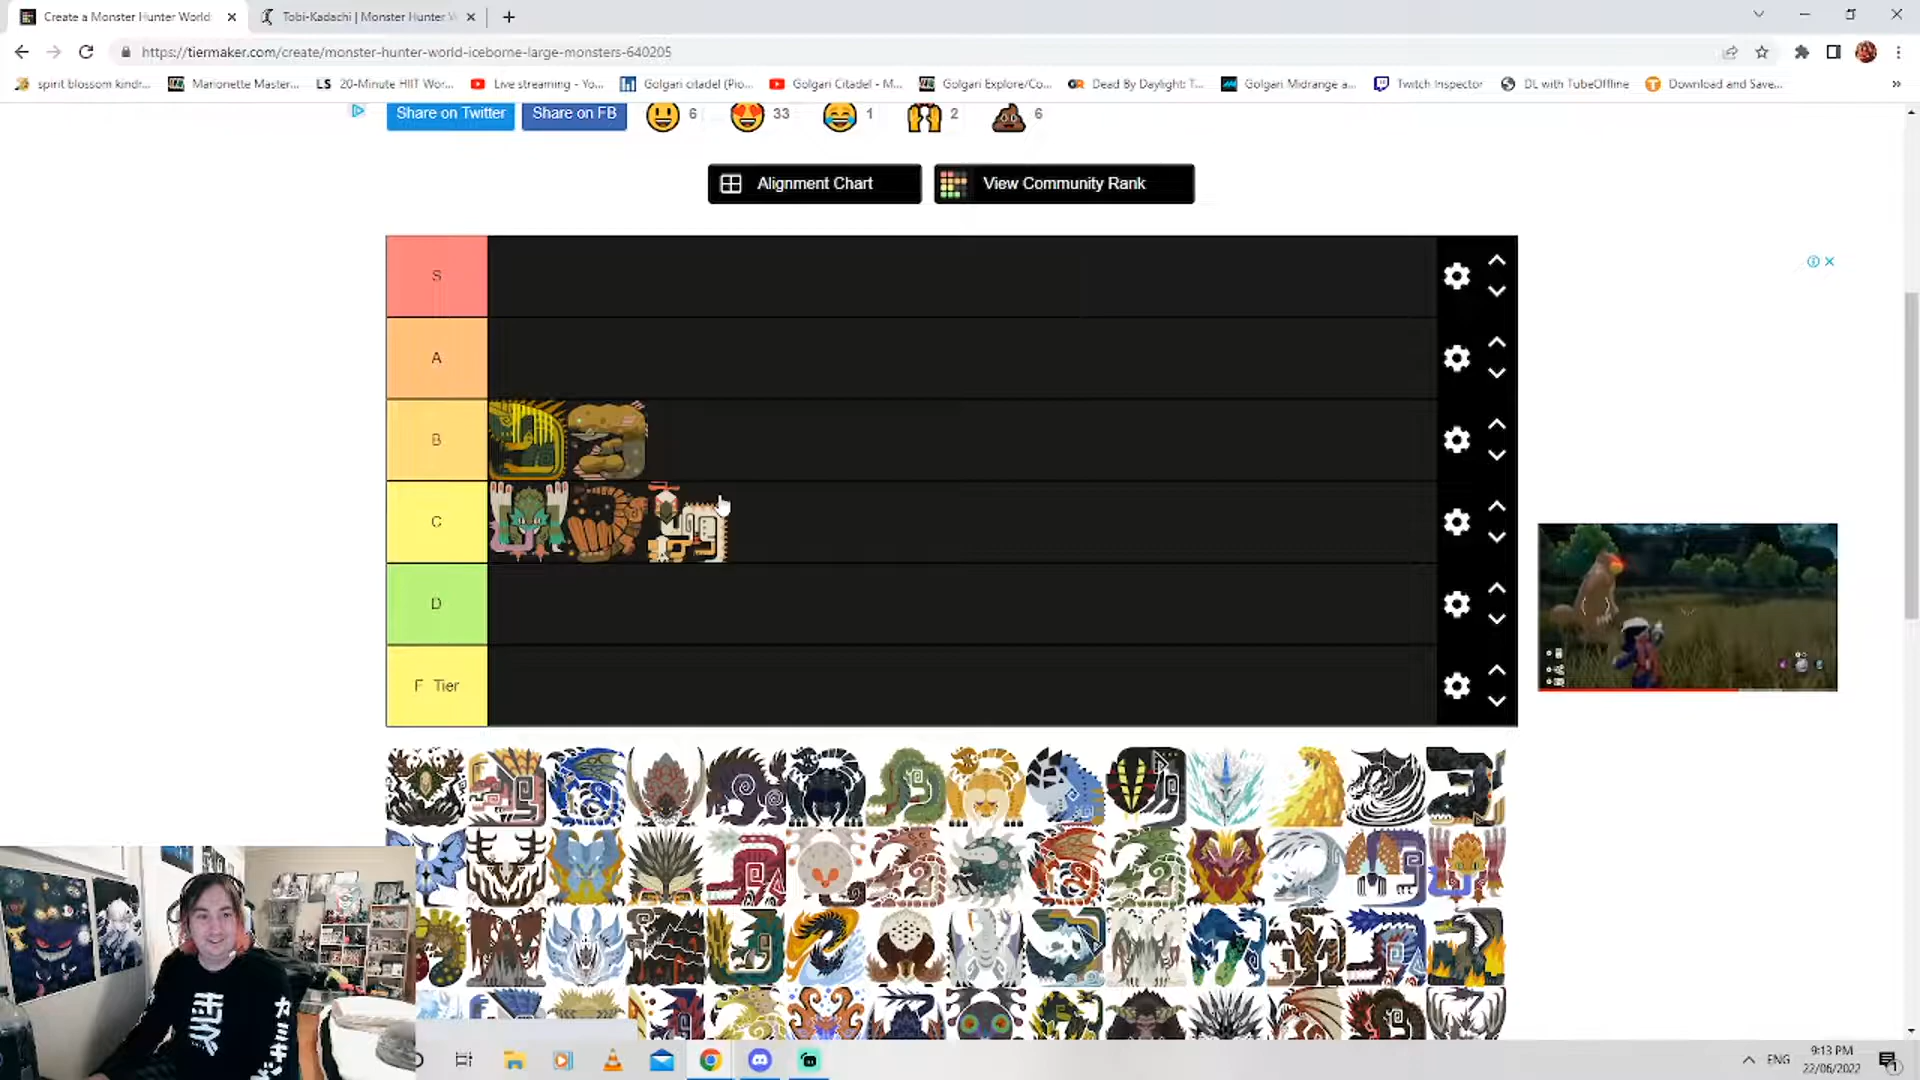 Create a Monster Hunter World
Tobi-Kadachi | Monster Hunter W
https://tiermaker.com/create/monster-hunter-world-iceborne-large-monsters-640205
spirit blossom kindr...
Marionette Master...
LS 20-Minute HIIT Wor...
Live streaming - Yo...
Golgari citadel (Pio...
Golgari Citadel - M...
Golgari Explore/Co...
Dead By Daylight: T...
Golgari Midrange a...
Twitch Inspector
DL with TubeOffline
Download and Save...
Share on Twitter
Share on FB
6
33
1
2
6
Alignment Chart
View Community Rank
S
A
B
C
D
F Tier
カミキ
ENG
9:13 PM
22/06/2022